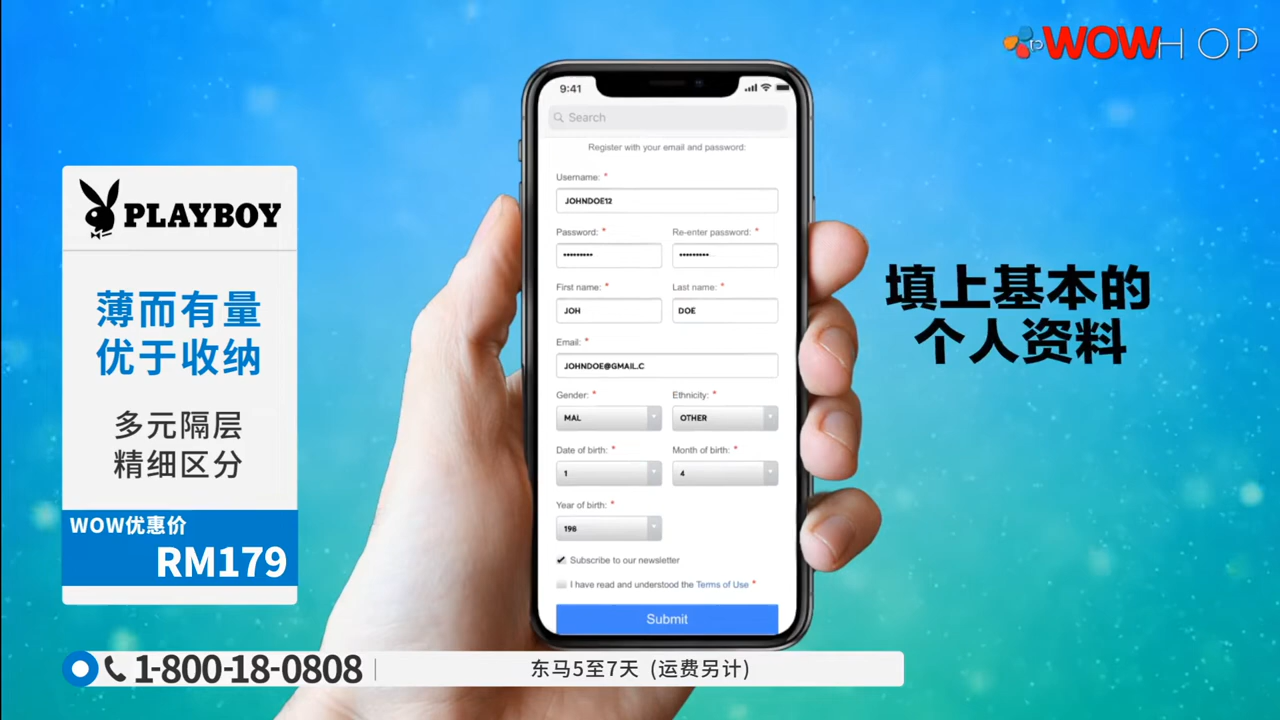 WOWHOP
PLAYBOY
薄而有量
优于收纳
多元隔层
精细区分
WOW优惠价
RM179
9:41
Search
Register with your email and password:
Username: *
JOHNDOE12
Password: *
Re-enter password: *
•••••••••
•••••••••
First name: *
Last name: *
JOH
DOE
Email: *
JOHNDOE@GMAIL.C
Gender: *
Ethnicity: *
MAL
OTHER
Date of birth: *
Month of birth: *
1
4
Year of birth: *
198
Subscribe to our newsletter
I have read and understood the Terms of Use *
Submit
填上基本的
个人资料
1-800-18-0808
东马5至7天 (运费另计)